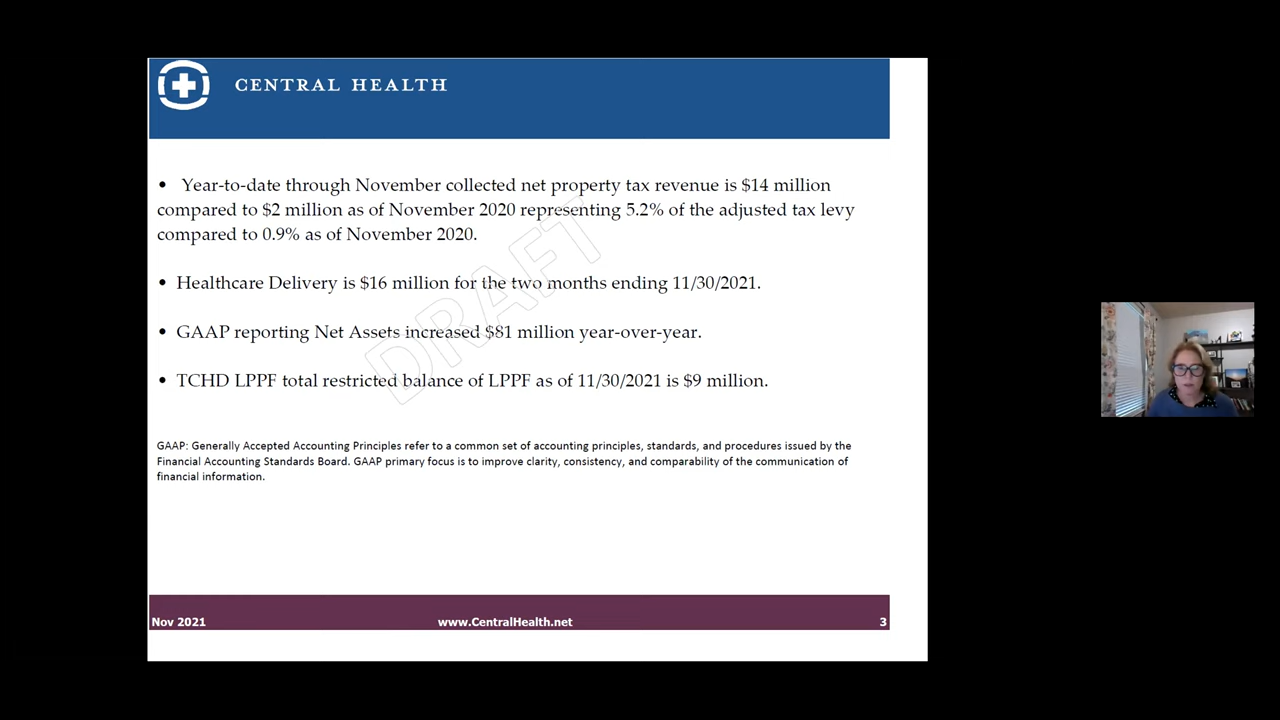 CENTRAL HEALTH
• Year-to-date through November collected net property tax revenue is $14 million
compared to $2 million as of November 2020 representing 5.2% of the adjusted tax levy
compared to 0.9% as of November 2020.
• Healthcare Delivery is $16 million for the two months ending 11/30/2021.
• GAAP reporting Net Assets increased $81 million year-over-year.
• TCHD LPPF total restricted balance of LPPF as of 11/30/2021 is $9 million.
DRAFT
GAAP: Generally Accepted Accounting Principles refer to a common set of accounting principles, standards, and procedures issued by the
Financial Accounting Standards Board. GAAP primary focus is to improve clarity, consistency, and comparability of the communication of
financial information.
Nov 2021 www.CentralHealth.net 3